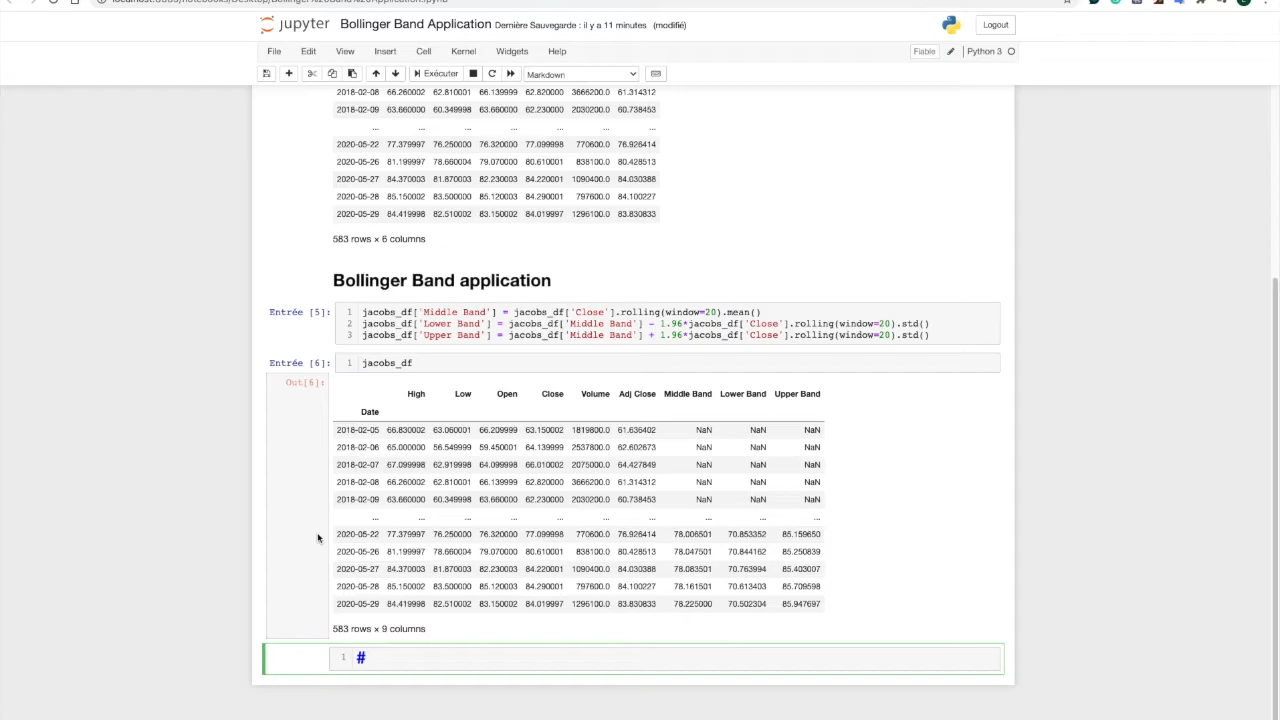 jupyter Bollinger Band Application Dernière Sauvegarde : il y a 11 minutes (modifié) Logout
File Edit View Insert Cell Kernel Widgets Help Fiable Python 3
Exécuter Markdown
2018-02-08 66.260002 62.810001 66.139999 62.820000 3666200.0 61.314312
2018-02-09 63.660000 60.349998 63.660000 62.230000 2030200.0 60.738453
... ... ... ... ... ... ...
2020-05-22 77.379997 76.250000 76.320000 77.099998 770600.0 76.926414
2020-05-26 81.199997 78.660004 79.070000 80.610001 838100.0 80.428513
2020-05-27 84.370003 81.870003 82.230003 84.220001 1090400.0 84.030388
2020-05-28 85.150002 83.500000 85.120003 84.290001 797600.0 84.100227
2020-05-29 84.419998 82.510002 83.150002 84.019997 1296100.0 83.830833
583 rows × 6 columns
Bollinger Band application
Entrée [5]: 1 jacobs_df['Middle Band'] = jacobs_df['Close'].rolling(window=20).mean()
2 jacobs_df['Lower Band'] = jacobs_df['Middle Band'] - 1.96*jacobs_df['Close'].rolling(window=20).std()
3 jacobs_df['Upper Band'] = jacobs_df['Middle Band'] + 1.96*jacobs_df['Close'].rolling(window=20).std()
Entrée [6]: 1 jacobs_df
Out[6]:
High Low Open Close Volume Adj Close Middle Band Lower Band Upper Band
Date
2018-02-05 66.830002 63.060001 66.209999 63.150002 1819800.0 61.636402 NaN NaN NaN
2018-02-06 65.000000 56.549999 59.450001 64.139999 2537800.0 62.602673 NaN NaN NaN
2018-02-07 67.099998 62.919998 64.099998 66.010002 2075000.0 64.427849 NaN NaN NaN
2018-02-08 66.260002 62.810001 66.139999 62.820000 3666200.0 61.314312 NaN NaN NaN
2018-02-09 63.660000 60.349998 63.660000 62.230000 2030200.0 60.738453 NaN NaN NaN
... ... ... ... ... ... ... ... ... ...
2020-05-22 77.379997 76.250000 76.320000 77.099998 770600.0 76.926414 78.006501 70.853352 85.159650
2020-05-26 81.199997 78.660004 79.070000 80.610001 838100.0 80.428513 78.047501 70.844162 85.250839
2020-05-27 84.370003 81.870003 82.230003 84.220001 1090400.0 84.030388 78.083501 70.763994 85.403007
2020-05-28 85.150002 83.500000 85.120003 84.290001 797600.0 84.100227 78.161501 70.613403 85.709598
2020-05-29 84.419998 82.510002 83.150002 84.019997 1296100.0 83.830833 78.225000 70.502304 85.947697
583 rows × 9 columns
1 #